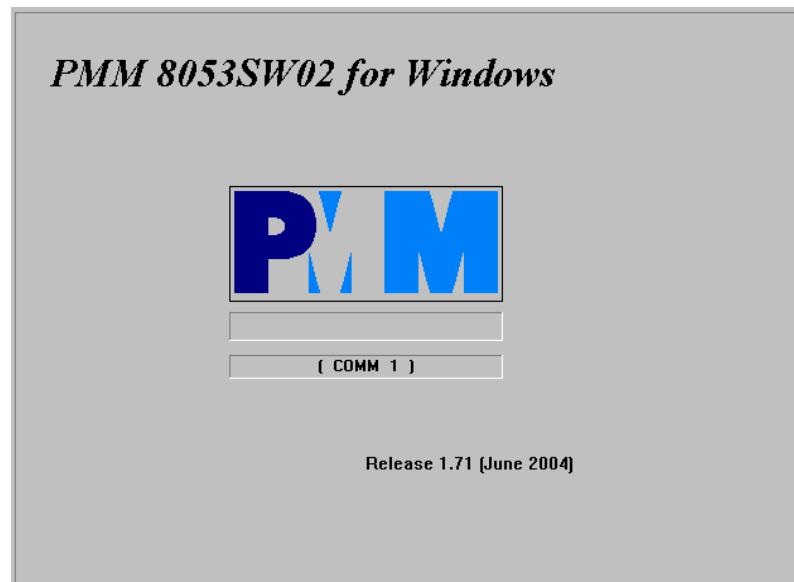 PMM 8053SW02 for Windows
PMM
( COMM 1 )
Release 1.71 (June 2004)